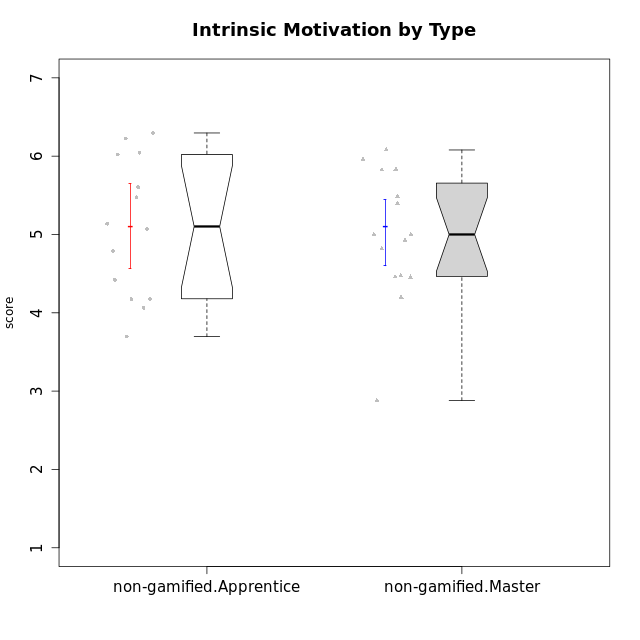 Intrinsic Motivation by Type
7
6
5
4
3
2
1
score
non-gamified.Apprentice
non-gamified.Master